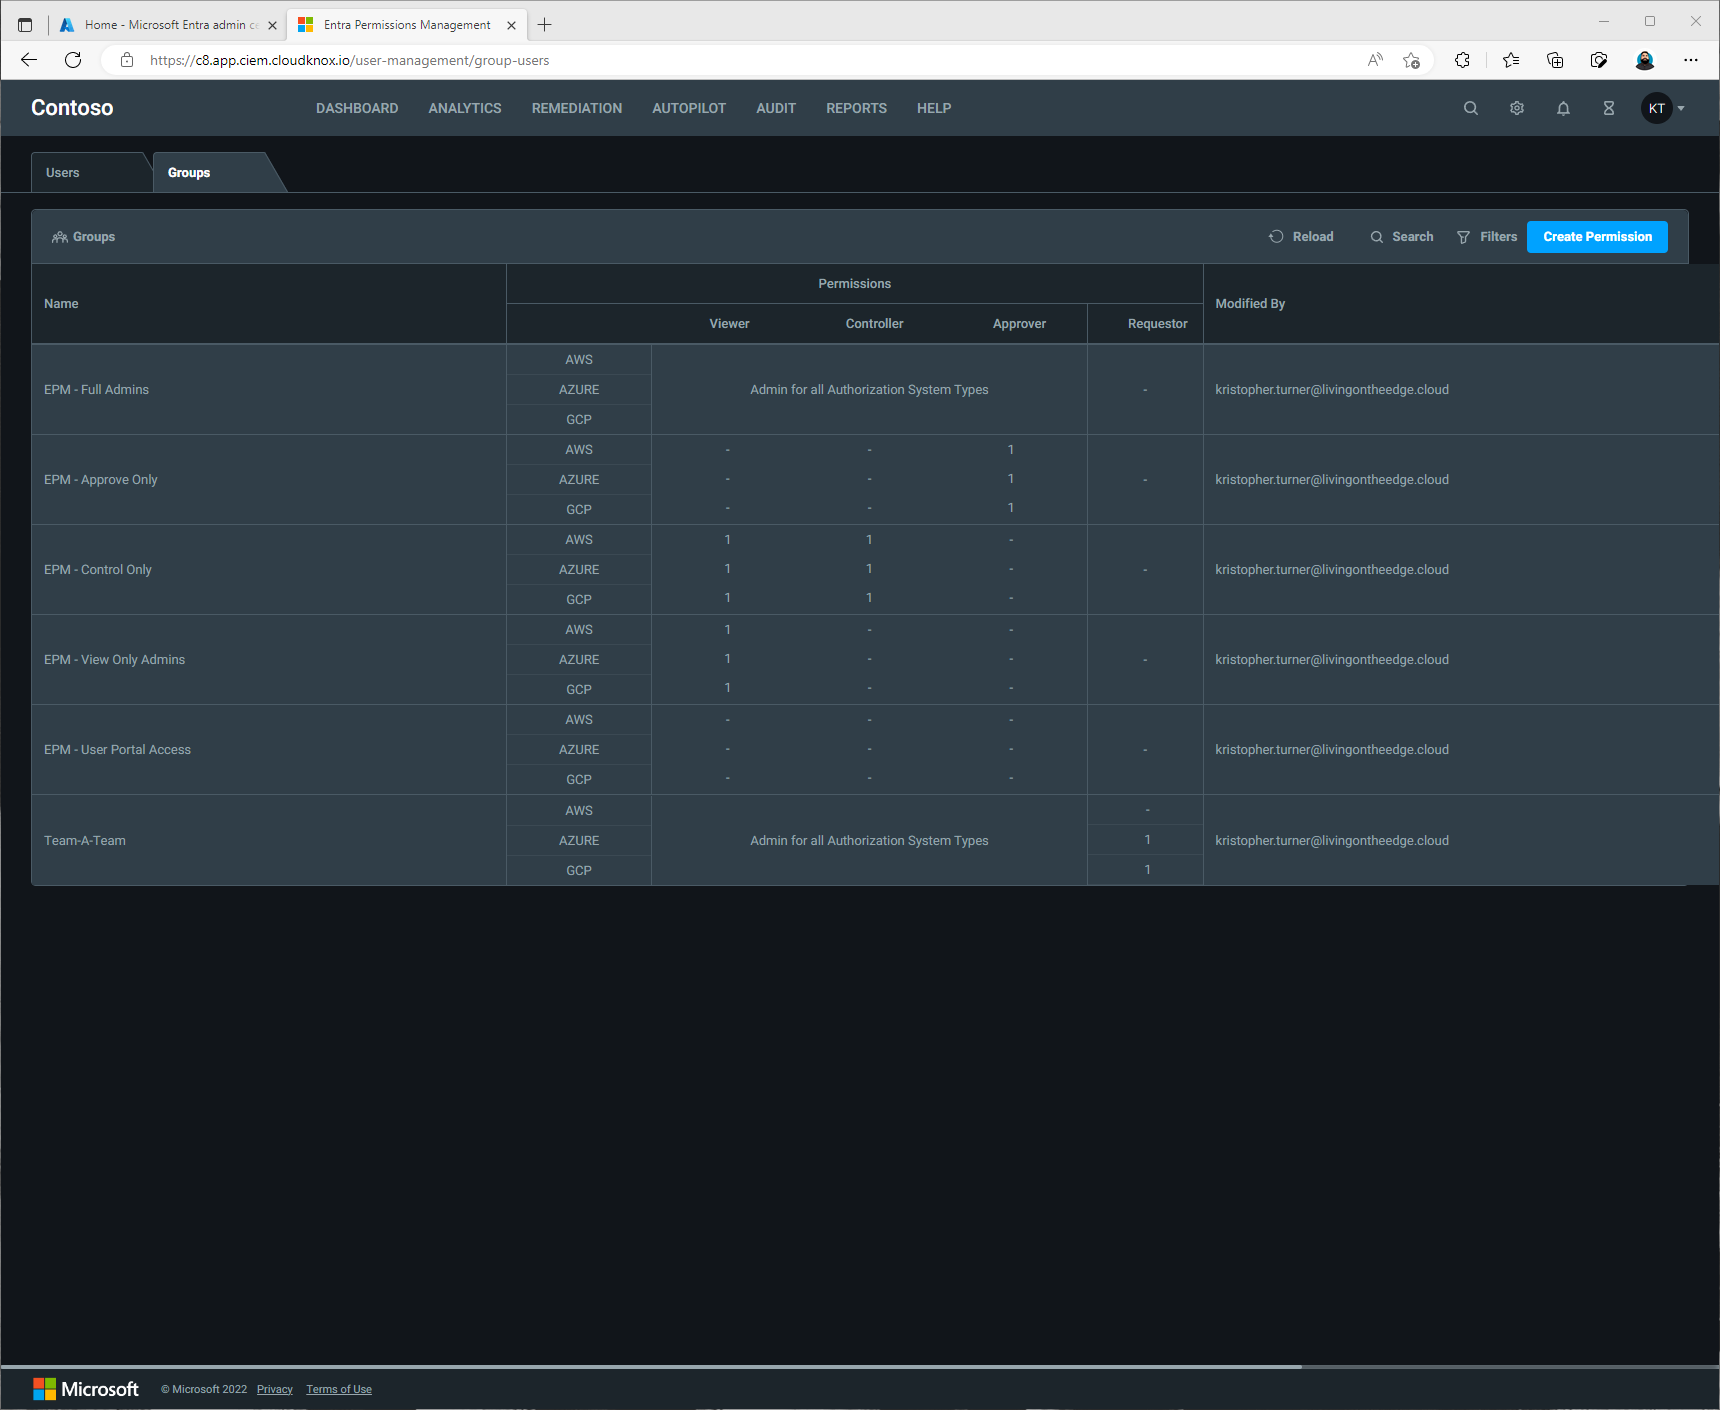 Home - Microsoft Entra admin ce
Entra Permissions Management
https://c8.app.ciem.cloudknox.io/user-management/group-users
Contoso
DASHBOARD ANALYTICS REMEDIATION AUTOPILOT AUDIT REPORTS HELP
KT
Users
Groups
Groups
Reload Search Filters Create Permission
Name Permissions Modified By
Viewer Controller Approver Requestor
EPM - Full Admins
AWS
AZURE
GCP
Admin for all Authorization System Types
-
kristopher.turner@livingontheedge.cloud
EPM - Approve Only
AWS - - 1
AZURE - - 1
GCP - - 1
-
kristopher.turner@livingontheedge.cloud
EPM - Control Only
AWS 1 1 -
AZURE 1 1 -
GCP 1 1 -
-
kristopher.turner@livingontheedge.cloud
EPM - View Only Admins
AWS 1 - -
AZURE 1 - -
GCP 1 - -
-
kristopher.turner@livingontheedge.cloud
EPM - User Portal Access
AWS - - -
AZURE - - -
GCP - - -
-
kristopher.turner@livingontheedge.cloud
Team-A-Team
AWS
AZURE
GCP
Admin for all Authorization System Types
-
1
1
kristopher.turner@livingontheedge.cloud
Microsoft © Microsoft 2022 Privacy Terms of Use